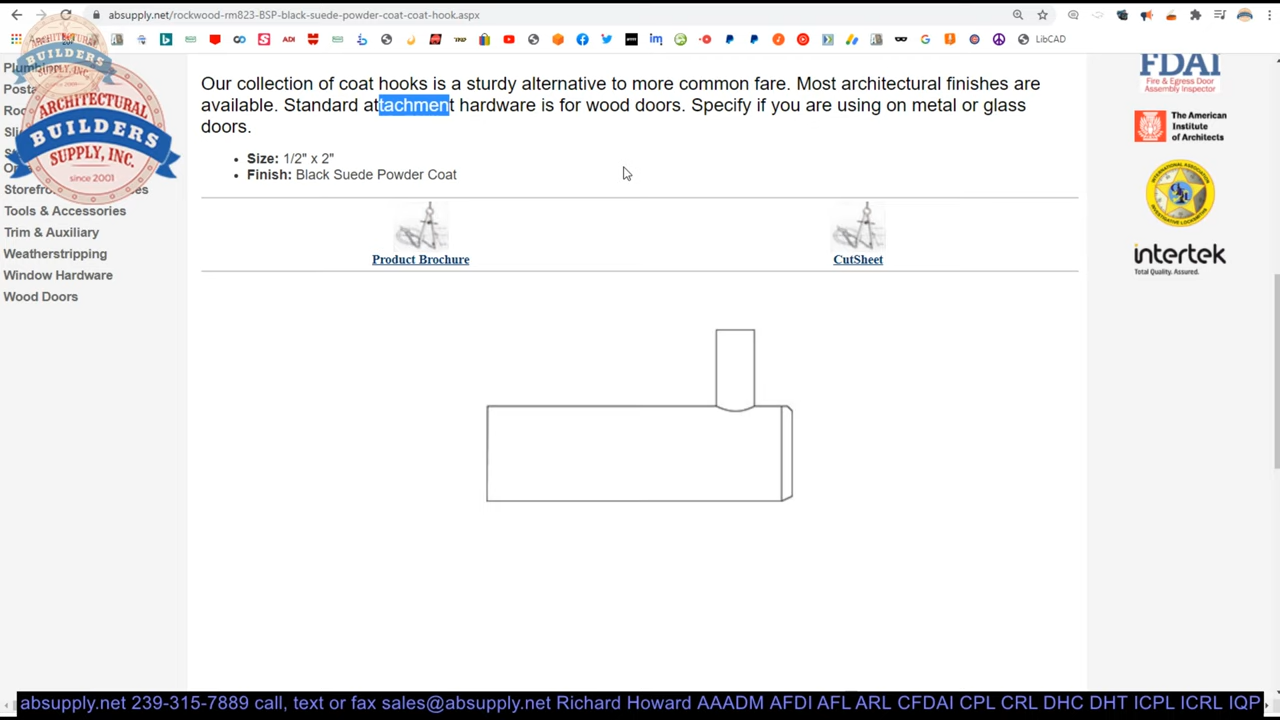 absupply.net/rockwood-rm823-BSP-black-suede-powder-coat-coat-hook.aspx
LibCAD
ARCHITECTURAL
BUILDERS
SUPPLY, INC.
since 2001
Storefro
es
Tools & Accessories
Trim & Auxiliary
Weatherstripping
Window Hardware
Wood Doors
Our collection of coat hooks is a sturdy alternative to more common fare. Most architectural finishes are
available. Standard attachment hardware is for wood doors. Specify if you are using on metal or glass
doors.
• Size: 1/2" x 2"
• Finish: Black Suede Powder Coat
Product Brochure
CutSheet
FDAI
Fire & Egress Door
Assembly Inspector
The American
Institute
of Architects
intertek
Total Quality. Assured.
absupply.net 239-315-7889 call, text or fax sales@absupply.net Richard Howard AAADM AFDI AFL ARL CFDAI CPL CRL DHC DHT ICPL ICRL IQP